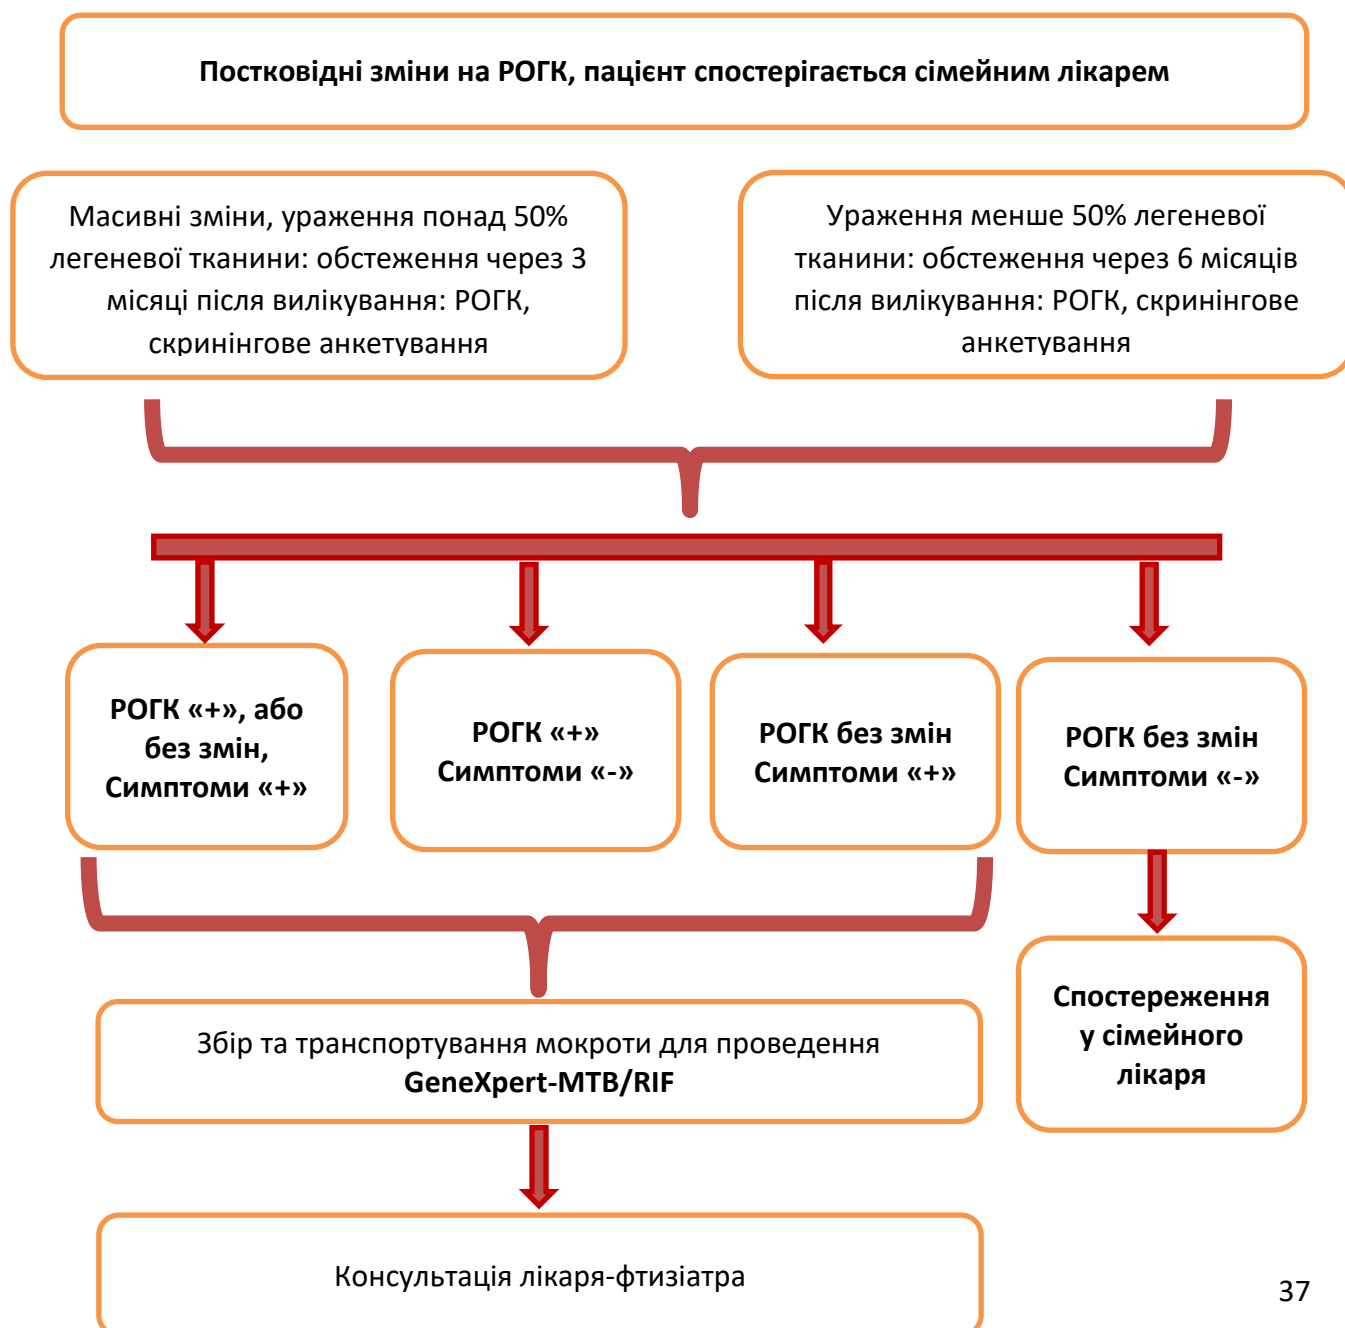 Постковідні зміни на РОГК, пацієнт спостерігається сімейним лікарем
Масивні зміни, ураження понад 50%
легеневої тканини: обстеження через 3
місяці після вилікування: РОГК,
скринінгове анкетування
Ураження менше 50% легеневої
тканини: обстеження через 6 місяців
після вилікування: РОГК, скринінгове
анкетування
РОГК «+», або
без змін,
Симптоми «+»
РОГК «+»
Симптоми «-»
РОГК без змін
Симптоми «+»
РОГК без змін
Симптоми «-»
Збір та транспортування мокроти для проведення
GeneXpert-MTB/RIF
Спостереження
у сімейного
лікаря
Консультація лікаря-фтизіатра
37